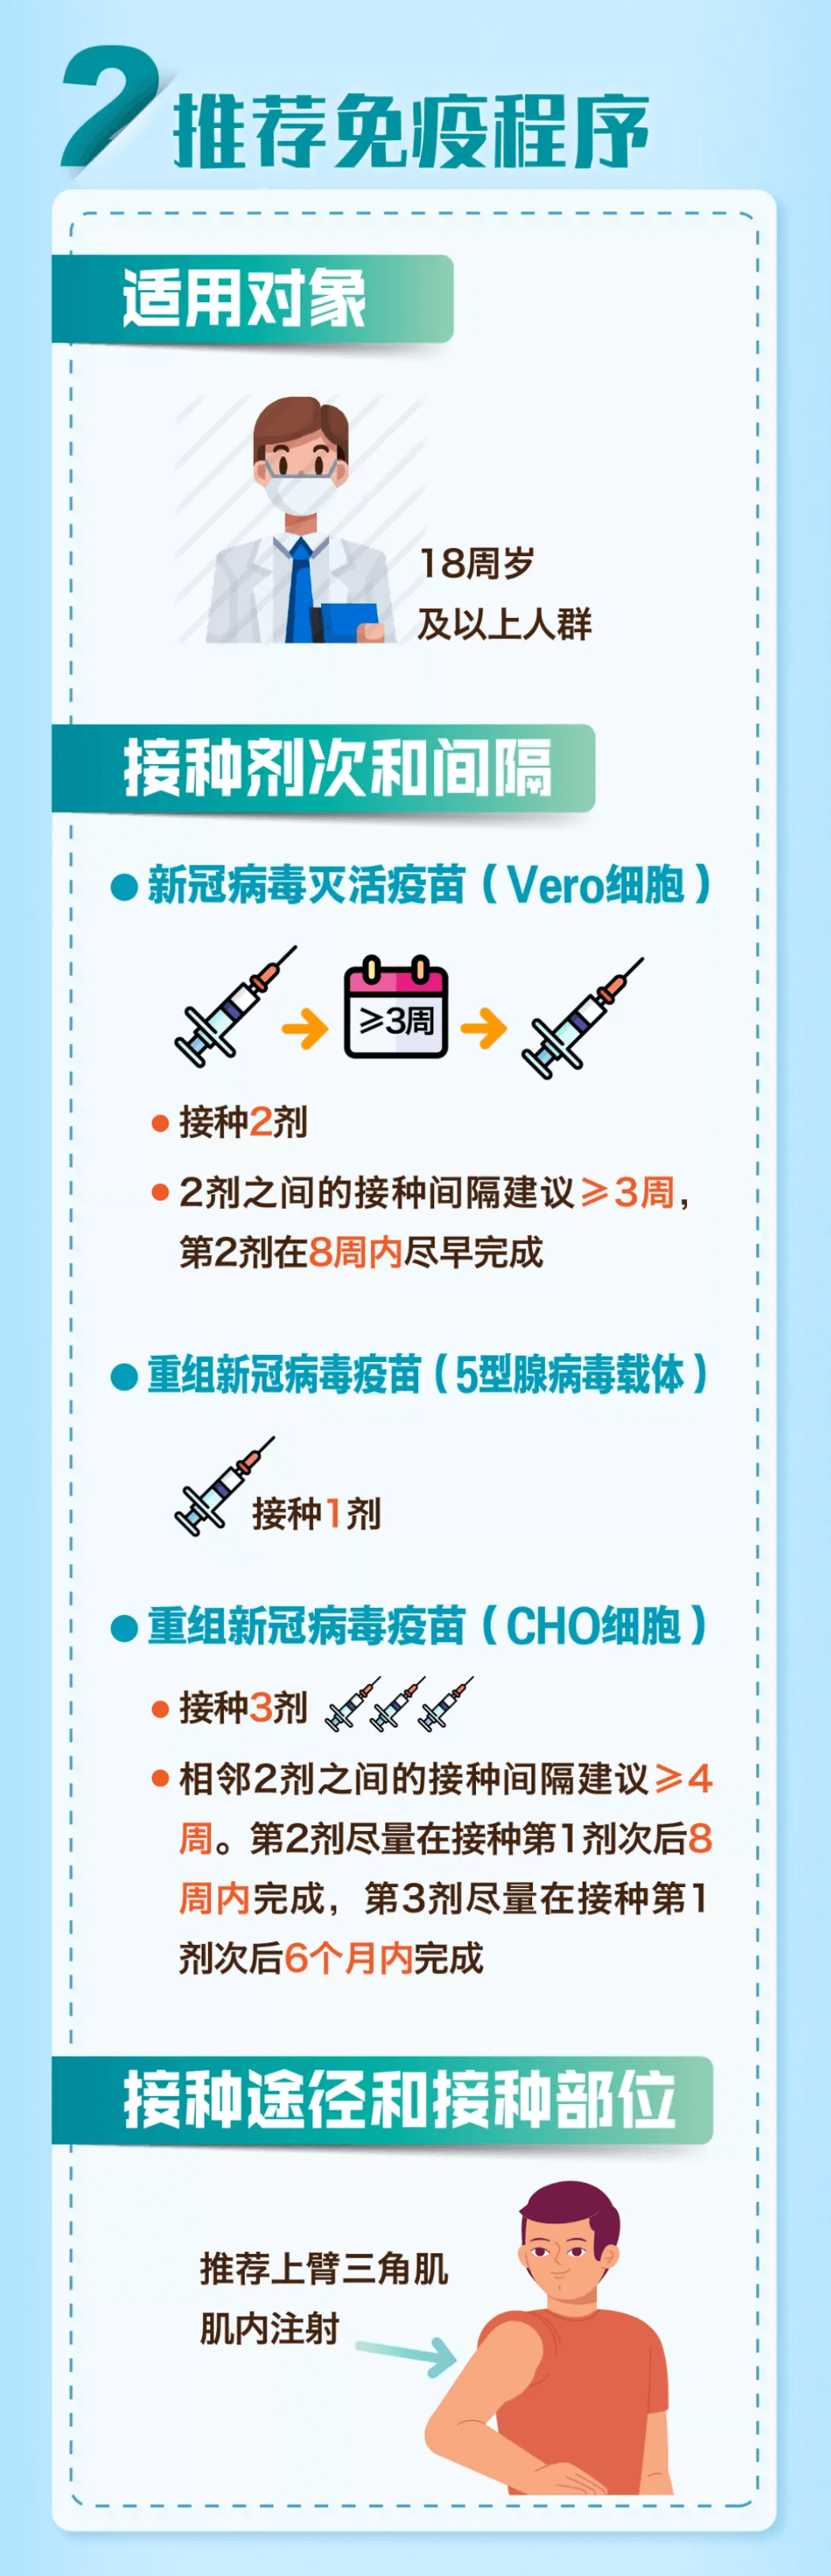 2 推荐免疫程序
适用对象
18周岁
及以上人群
接种剂次和间隔
新冠病毒灭活疫苗（Vero细胞）
≥3周
接种2剂
2剂之间的接种间隔建议≥3周，
第2剂在8周内尽早完成
重组新冠病毒疫苗（5型腺病毒载体）
接种1剂
重组新冠病毒疫苗（CHO细胞）
接种3剂
相邻2剂之间的接种间隔建议≥4
周。第2剂尽量在接种第1剂次后8
周内完成，第3剂尽量在接种第1
剂次后6个月内完成
接种途径和接种部位
推荐上臂三角肌
肌内注射